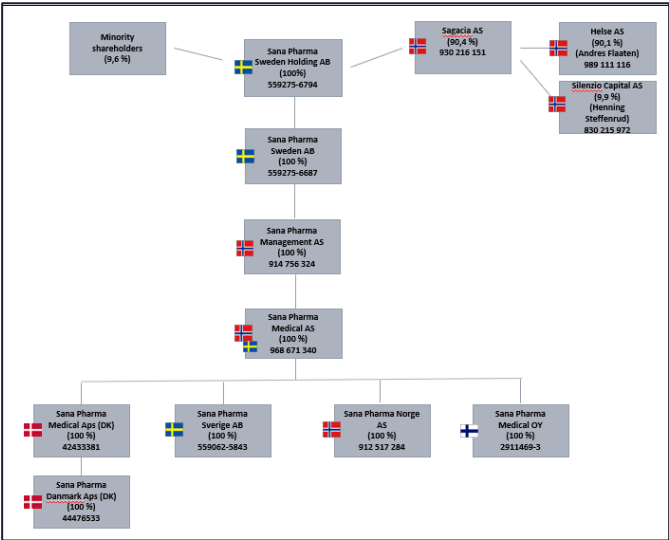 Minority
shareholders
(9,6 %)
Sana Pharma
Sweden Holding AB
(100%)
559275-6794
Sagacia AS
(90,4 %)
930 216 151
Helse AS
(90,1 %)
(Andres Flaaten)
989 111 116
Silenzio Capital AS
(9,9 %)
(Henning
Steffenrud)
830 215 972
Sana Pharma
Sweden AB
(100 %)
559275-6687
Sana Pharma
Management AS
(100 %)
914 756 324
Sana Pharma
Medical AS
(100 %)
968 671 340
Sana Pharma
Medical Aps (DK)
(100 %)
42433381
Sana Pharma
Sverige AB
(100 %)
559062-5843
Sana Pharma Norge
AS
(100 %)
912 517 284
Sana Pharma
Medical OY
(100 %)
2911469-3
Sana Pharma
Danmark Aps (DK)
(100 %)
44476533